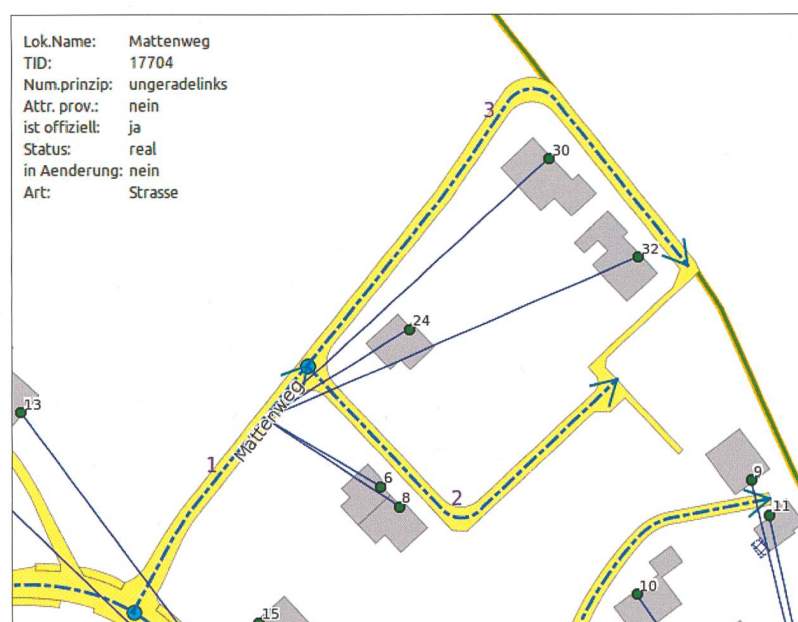 Lok.Name: Mattenweg
TID: 17704
Num.prinzip: ungeradelinks
Attr. prov.: nein
ist offiziell: ja
Status: real
in Aenderung: nein
Art: Strasse
3
30
32
24
13
Mattenweg
1
6
8
2
9
11
10
15